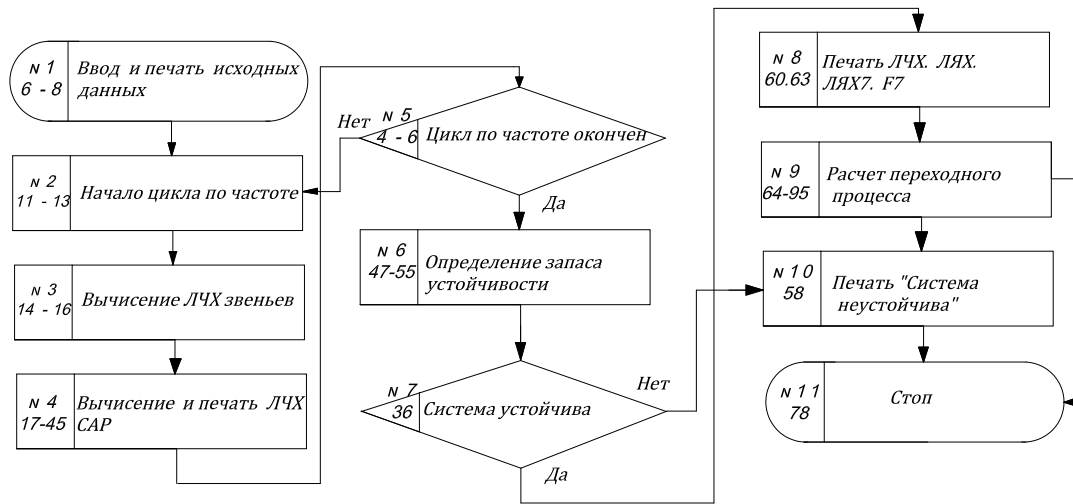 N 1
6 - 8
Ввод и печать исходных
данных
N 2
11 - 13
Начало цикла по частоте
N 3
14 - 16
Вычисение ЛЧХ звеньев
N 4
17-45
Вычисение и печать ЛЧХ
САР
Нет
N 5
4 - 6
Цикл по частоте окончен
Да
N 6
47-55
Определение запаса
устойчивости
N 7
36
Система устойчива
Нет
Да
N 8
60.63
Печать ЛЧХ. ЛЯХ.
ЛЯХ7. F7
N 9
64-95
Расчет переходного
процесса
N 10
58
Печать "Система
неустойчива"
N 11
78
Стоп